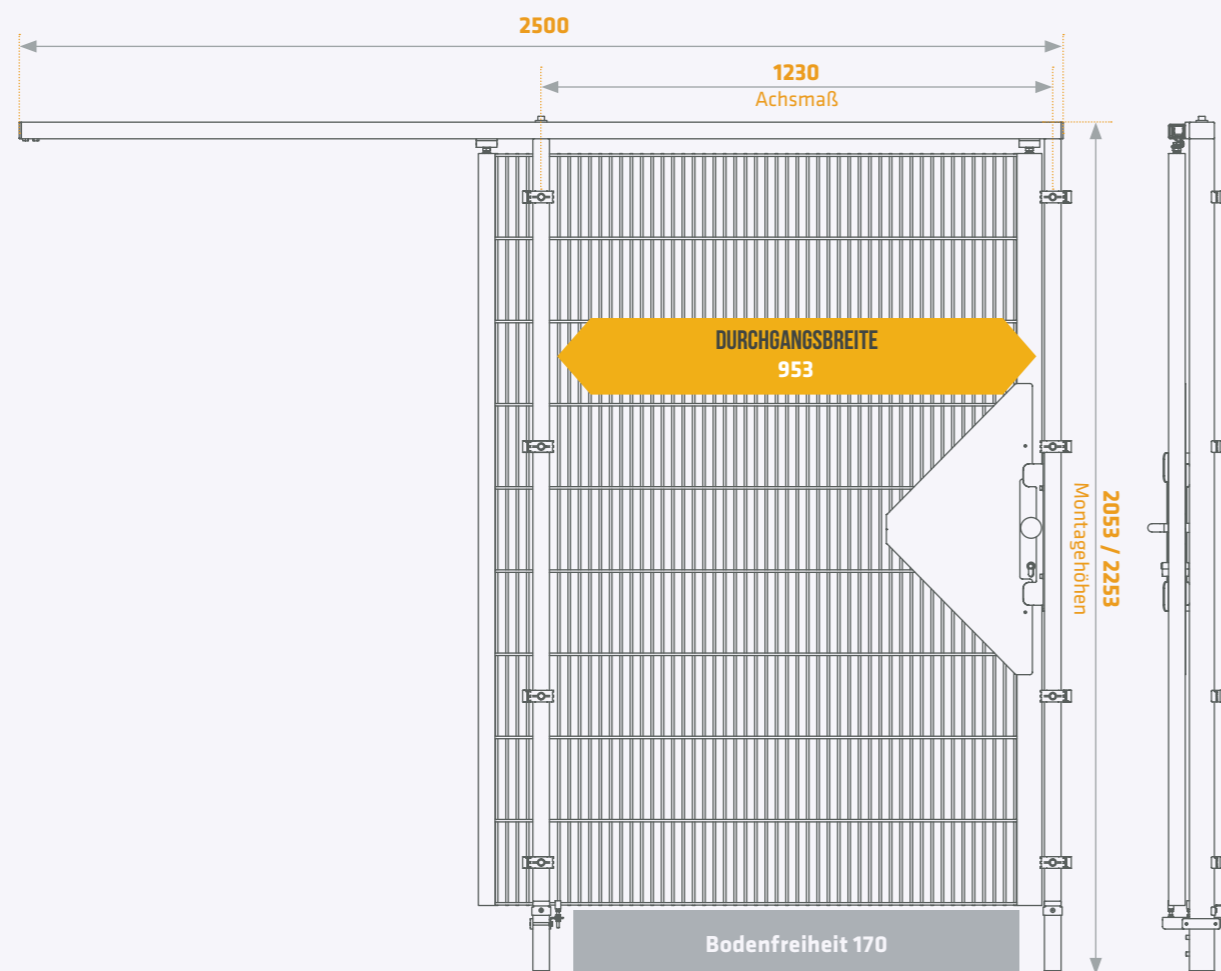 2500
1230
Achsmaß
DURCHGANGSBREITE
953
2053 / 2253
Montagehöhen
Bodenfreiheit 170